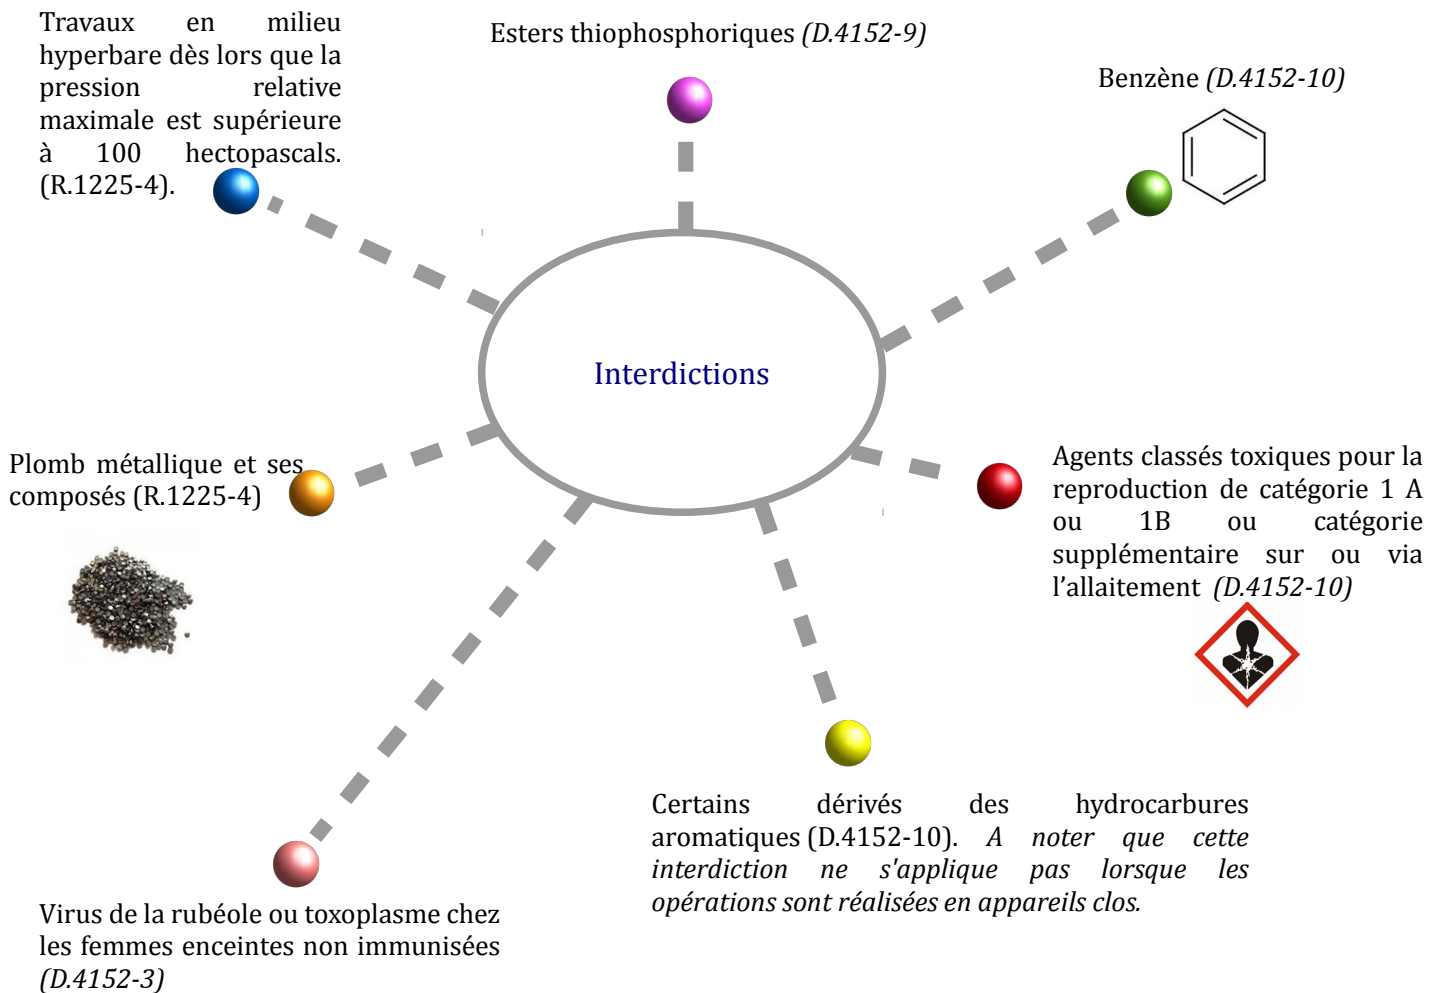 Travaux en milieu
hyperbare dès lors que la
pression relative
maximale est supérieure
à 100 hectopascals.
(R.1225-4).
Esters thiophosphoriques (D.4152-9)
Benzène (D.4152-10)
Interdictions
Plomb métallique et ses
composés (R.1225-4)
Agents classés toxiques pour la
reproduction de catégorie 1 A
ou 1B ou catégorie
supplémentaire sur ou via
l'allaitement (D.4152-10)
Certains dérivés des hydrocarbures
aromatiques (D.4152-10). A noter que cette
interdiction ne s'applique pas lorsque les
opérations sont réalisées en appareils clos.
Virus de la rubéole ou toxoplasme chez
les femmes enceintes non immunisées
(D.4152-3)